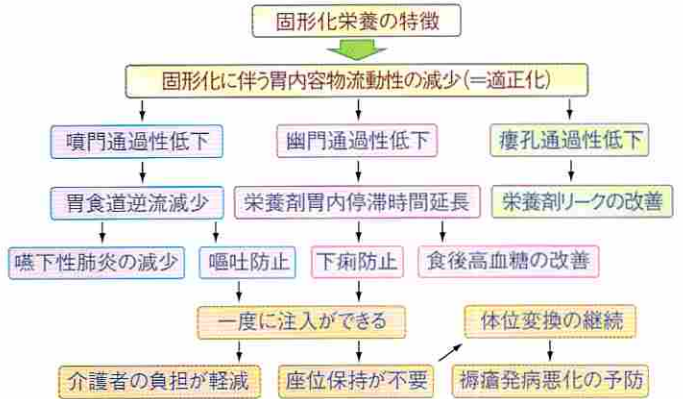 固形化栄養の特徴
固形化に伴う胃内容物流動性の減少(=適正化)
噴門通過性低下
幽門通過性低下
瘻孔通過性低下
胃食道逆流減少
栄養剤胃内停滞時間延長
栄養剤リークの改善
嚥下性肺炎の減少
嘔吐防止
下痢防止
食後高血糖の改善
一度に注入ができる
体位変換の継続
介護者の負担が軽減
座位保持が不要
褥瘡発病悪化の予防